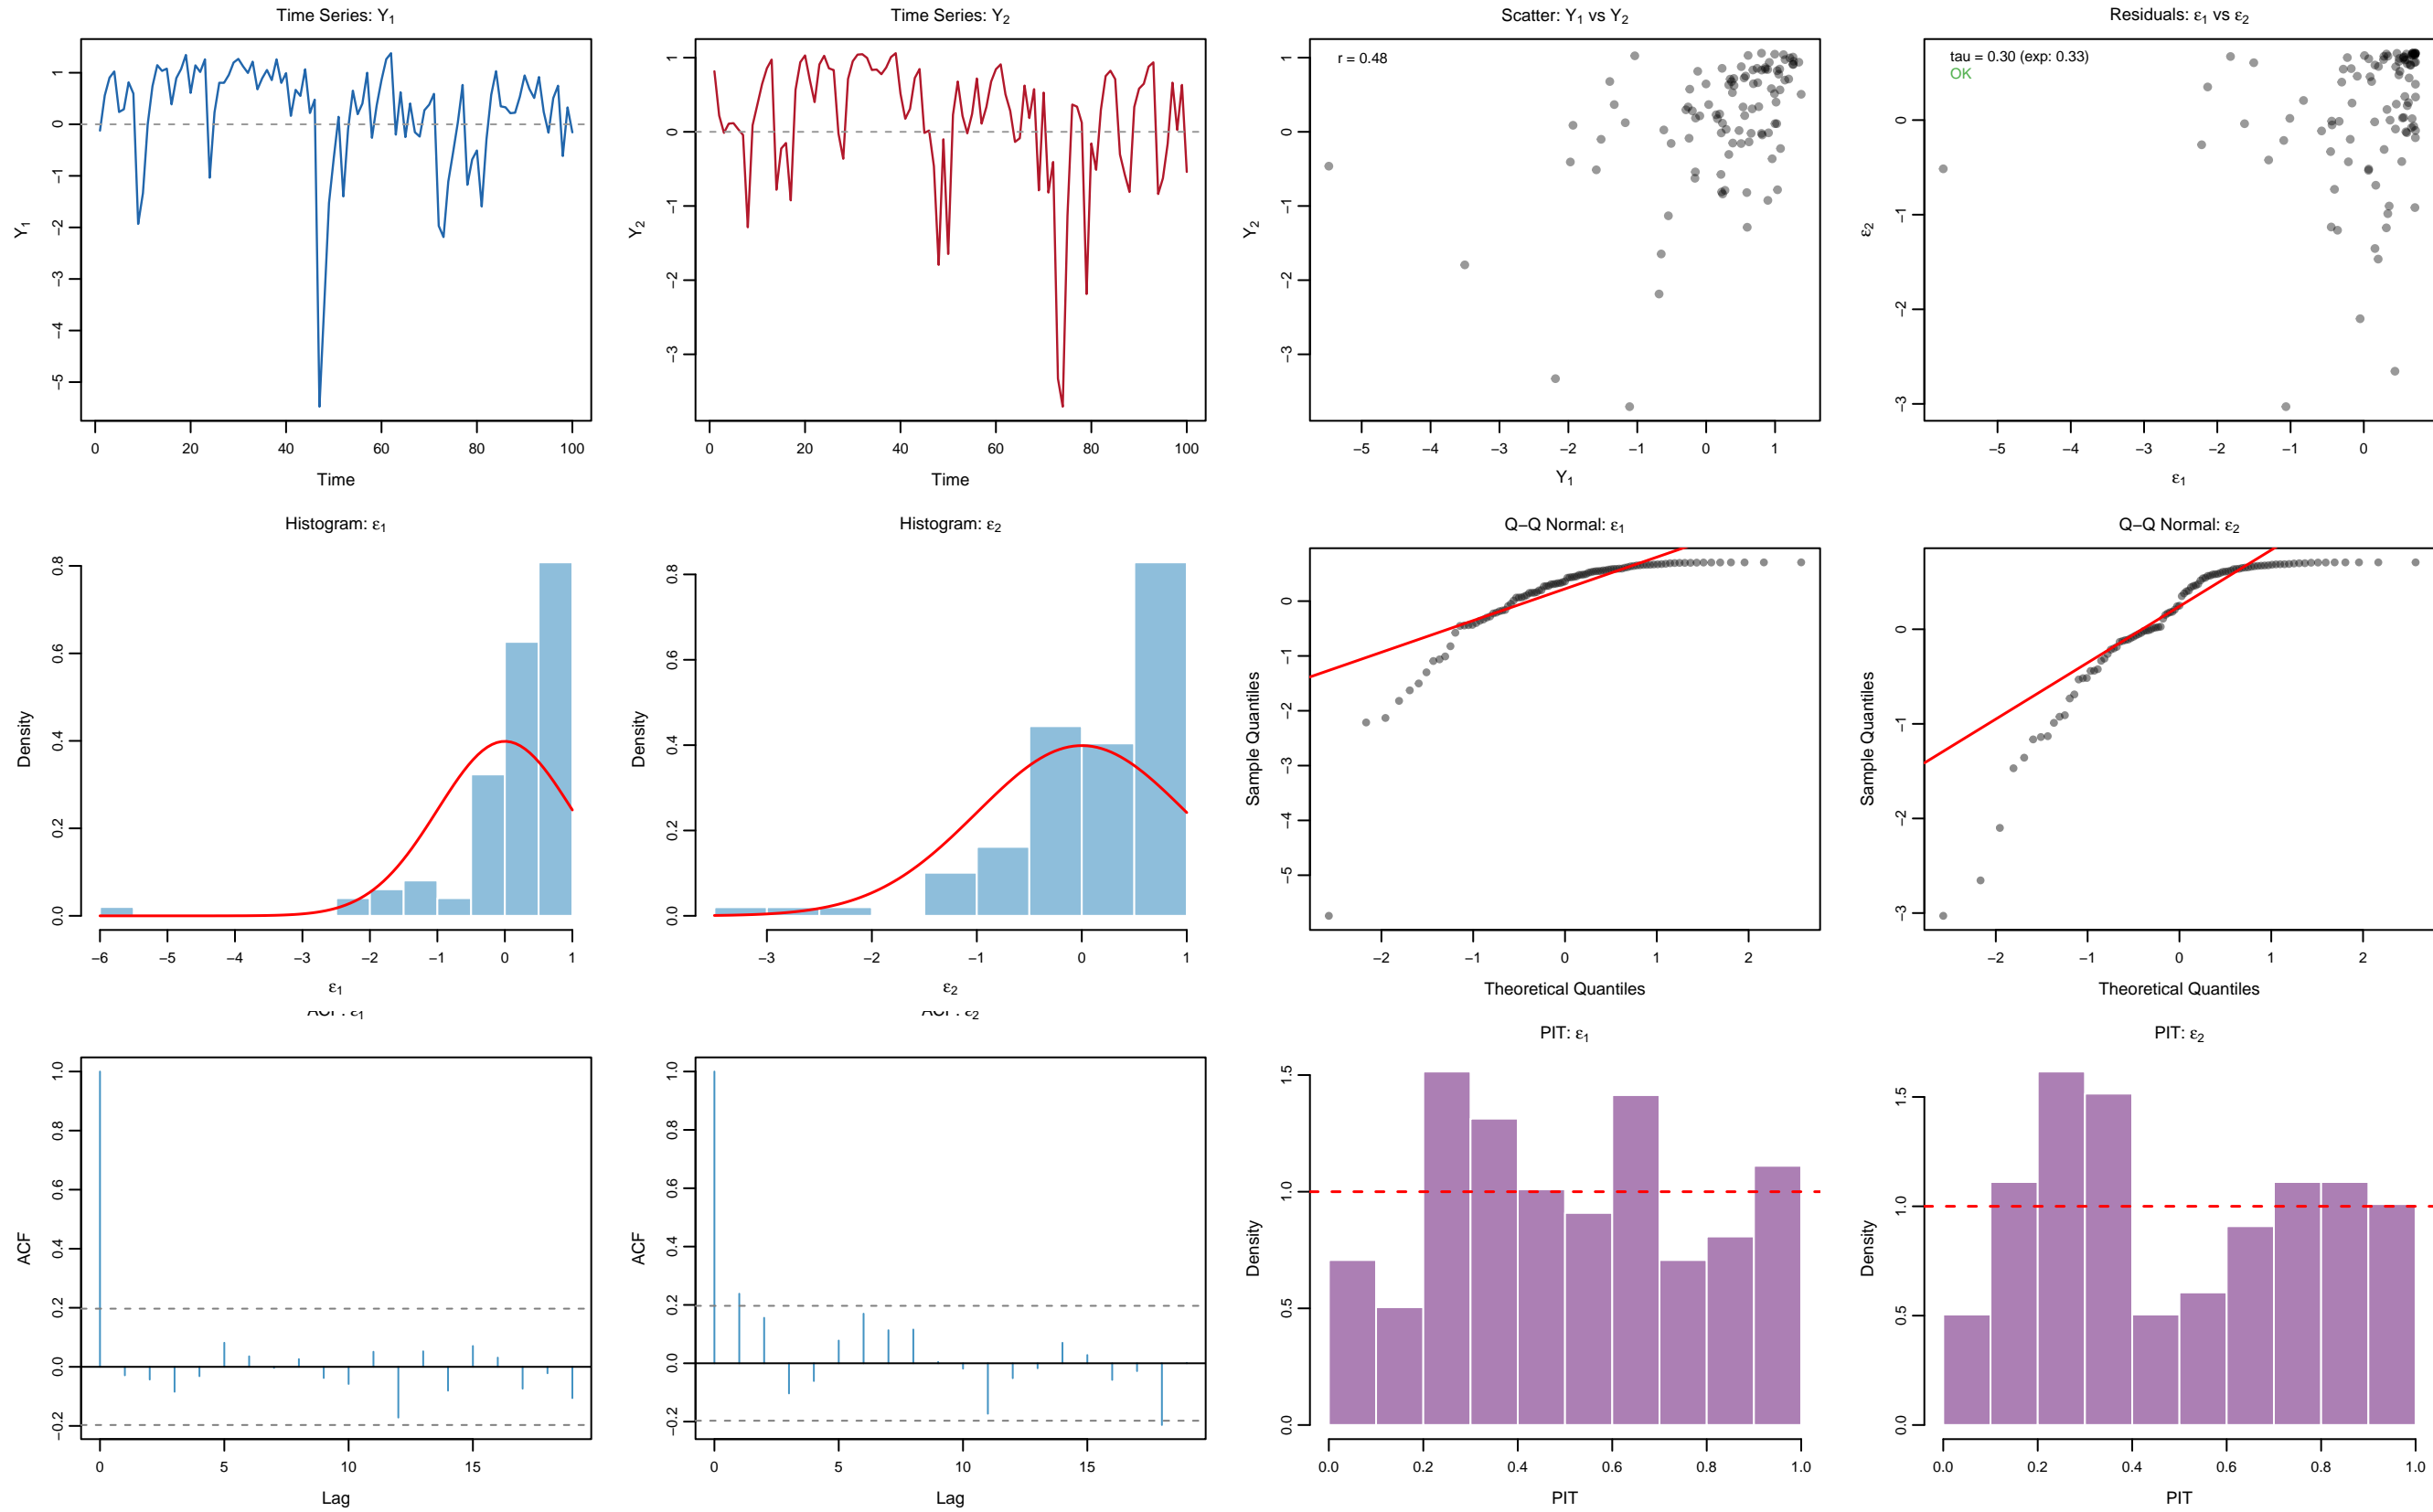 Time Series: Y1
1
0
−1
−2
−3
−4
−5
Y1
0 20 40 60 80 100
Time
Time Series: Y2
1
0
−1
−2
−3
Y2
0 20 40 60 80 100
Time
Scatter: Y1 vs Y2
r = 0.48
1
0
−1
−2
−3
Y2
−5 −4 −3 −2 −1 0 1
Y1
Residuals: ε1 vs ε2
tau = 0.30 (exp: 0.33)
OK
0
−1
−2
−3
ε2
−5 −4 −3 −2 −1 0
ε1
Histogram: ε1
0.8
0.6
0.4
0.2
0.0
Density
−6 −5 −4 −3 −2 −1 0 1
ε1
Histogram: ε2
0.8
0.6
0.4
0.2
0.0
Density
−3 −2 −1 0 1
ε2
Q−Q Normal: ε1
0
−1
−2
−3
−4
−5
Sample Quantiles
−2 −1 0 1 2
Theoretical Quantiles
Q−Q Normal: ε2
0
−1
−2
−3
Sample Quantiles
−2 −1 0 1 2
Theoretical Quantiles
ACF: ε1
1.0
0.8
0.6
0.4
0.2
0.0
−0.2
ACF
0 5 10 15
Lag
ACF: ε2
1.0
0.8
0.6
0.4
0.2
0.0
−0.2
ACF
0 5 10 15
Lag
PIT: ε1
1.5
1.0
0.5
0.0
Density
0.0 0.2 0.4 0.6 0.8 1.0
PIT
PIT: ε2
1.5
1.0
0.5
0.0
Density
0.0 0.2 0.4 0.6 0.8 1.0
PIT